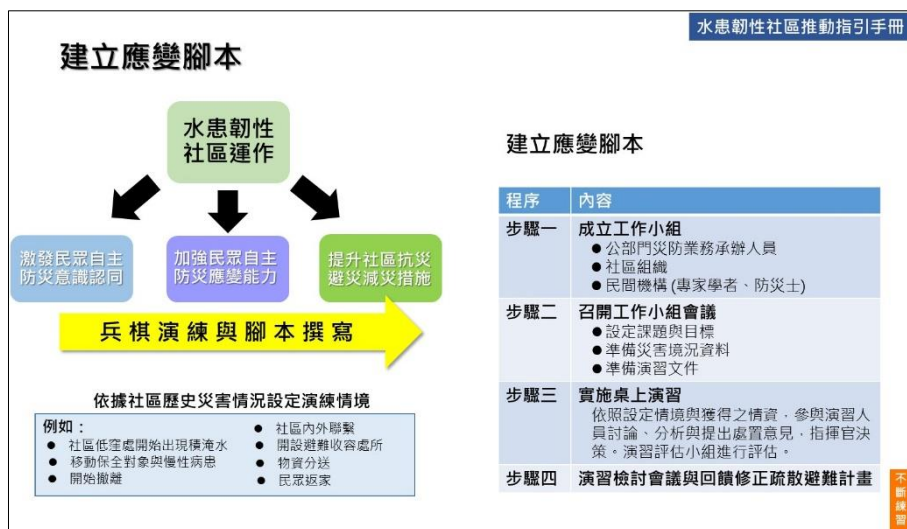 水患韌性社區推動指引手冊
建立應變腳本
水患韌性
社區運作
激發民眾自主
防災意識認同
加強民眾自主
防災應變能力
提升社區抗災
避災減災措施
兵棋演練與腳本撰寫
依據社區歷史災害情況設定演練情境
例如：
● 社區低窪處開始出現積淹水
● 移動保全對象與慢性病患
● 開始撤離
● 社區內外聯繫
● 開設避難收容處所
● 物資分送
● 民眾返家
建立應變腳本
程序 內容
步驟一 成立工作小組
● 公部門災防業務承辦人員
● 社區組織
● 民間機構 (專家學者、防災士)
步驟二 召開工作小組會議
● 設定課題與目標
● 準備災害境況資料
● 準備演習文件
步驟三 實施桌上演習
依照設定情境與獲得之情資，參與演習人
員討論、分析與提出處置意見，指揮官決
策。演習評估小組進行評估。
步驟四 演習檢討會議與回饋修正疏散避難計畫
不斷練習